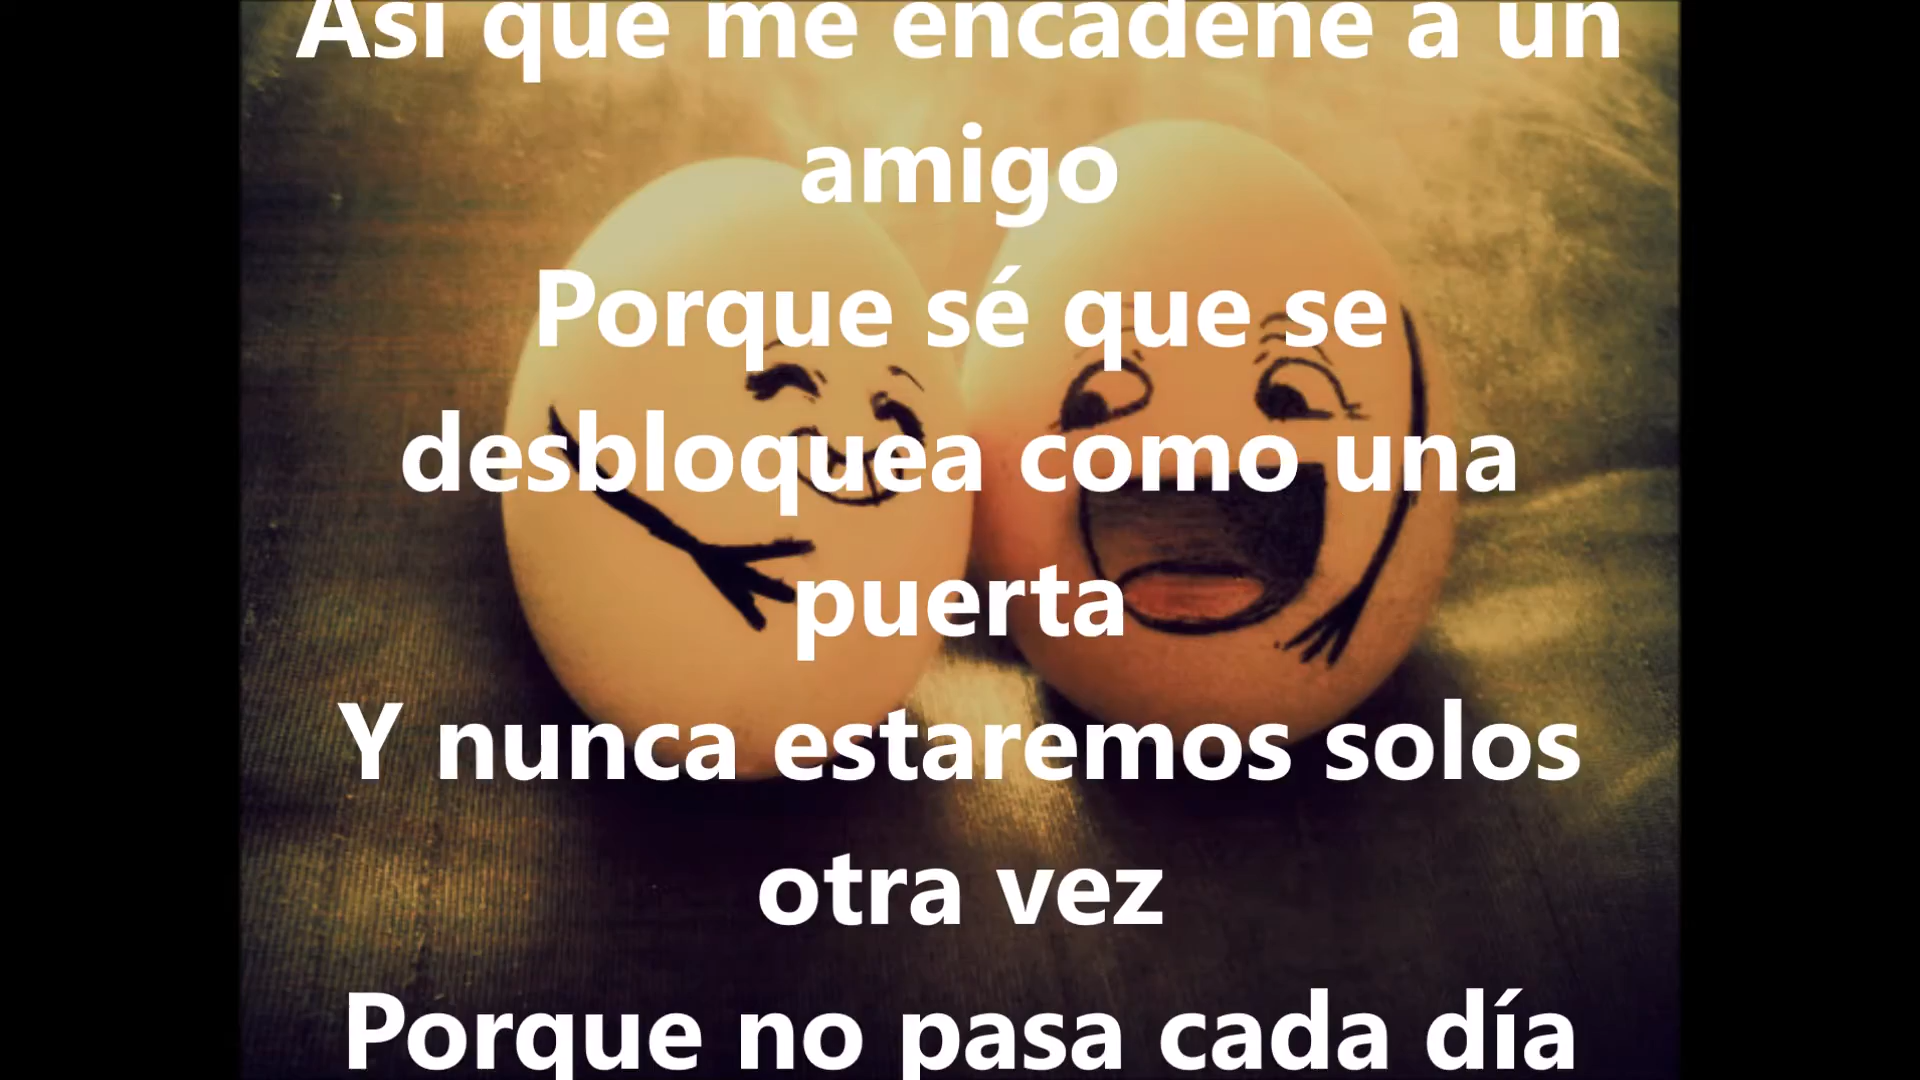 Así que me encadené a un
amigo
Porque sé que se
desbloquea como una
puerta
Y nunca estaremos solos
otra vez
Porque no pasa cada día